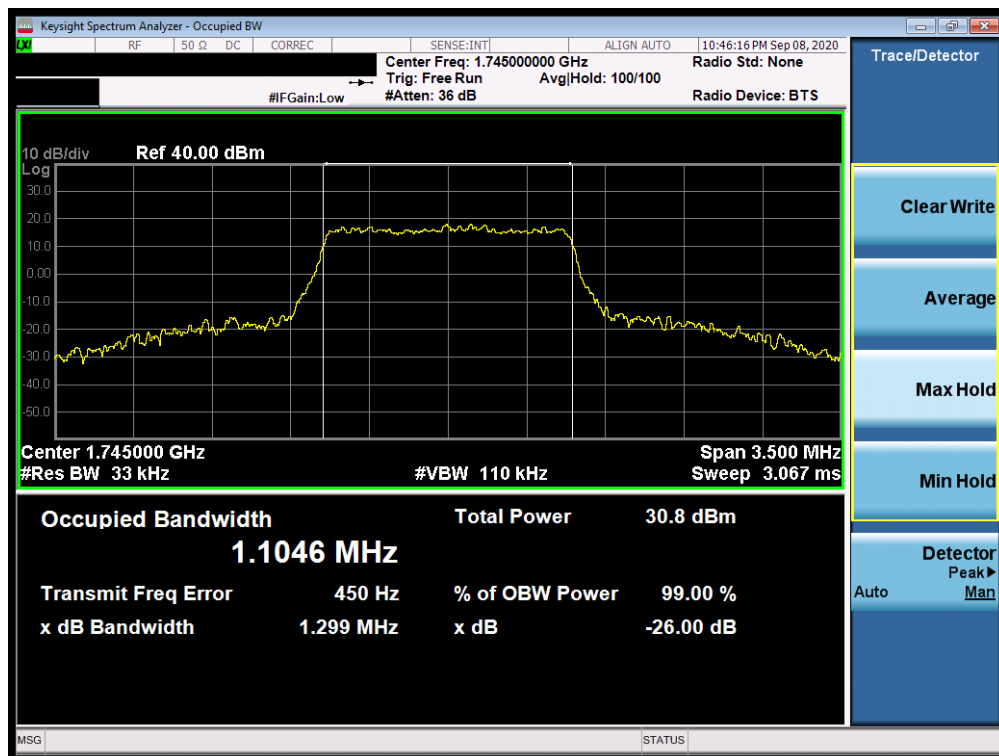 Keysight Spectrum Analyzer - Occupied BW
LXI RF 50 Ω DC CORREC SENSE:INT ALIGN AUTO 10:46:16 PM Sep 08, 2020
Center Freq: 1.745000000 GHz Radio Std: None
Trig: Free Run Avg|Hold: 100/100
#IFGain:Low #Atten: 36 dB Radio Device: BTS
10 dB/div Ref 40.00 dBm
Log
30.0
20.0
10.0
0.00
-10.0
-20.0
-30.0
-40.0
-50.0
Center 1.745000 GHz Span 3.500 MHz
#Res BW 33 kHz #VBW 110 kHz Sweep 3.067 ms
Occupied Bandwidth Total Power 30.8 dBm
1.1046 MHz
Transmit Freq Error 450 Hz % of OBW Power 99.00 %
x dB Bandwidth 1.299 MHz x dB -26.00 dB
MSG STATUS
Trace/Detector
Clear Write
Average
Max Hold
Min Hold
Detector
Peak▶
Auto Man